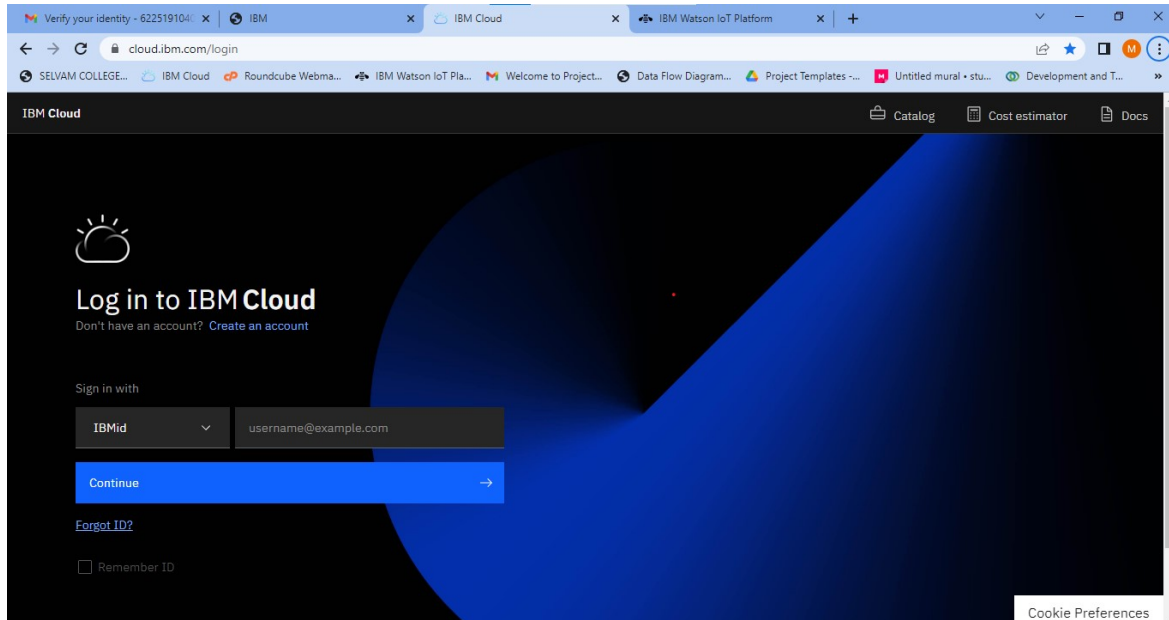 Verify your identity - 622519104
IBM
IBM Cloud
IBM Watson IoT Platform
cloud.ibm.com/login
M
SELVAM COLLEGE...
IBM Cloud
Roundcube Webma...
IBM Watson IoT Pla...
Welcome to Project...
Data Flow Diagram...
Project Templates -...
Untitled mural • stu...
Development and T...
IBM Cloud
Catalog
Cost estimator
Docs
Log in to IBM Cloud
Don't have an account? Create an account
Sign in with
IBMid
username@example.com
Continue
Forgot ID?
Remember ID
Cookie Preferences